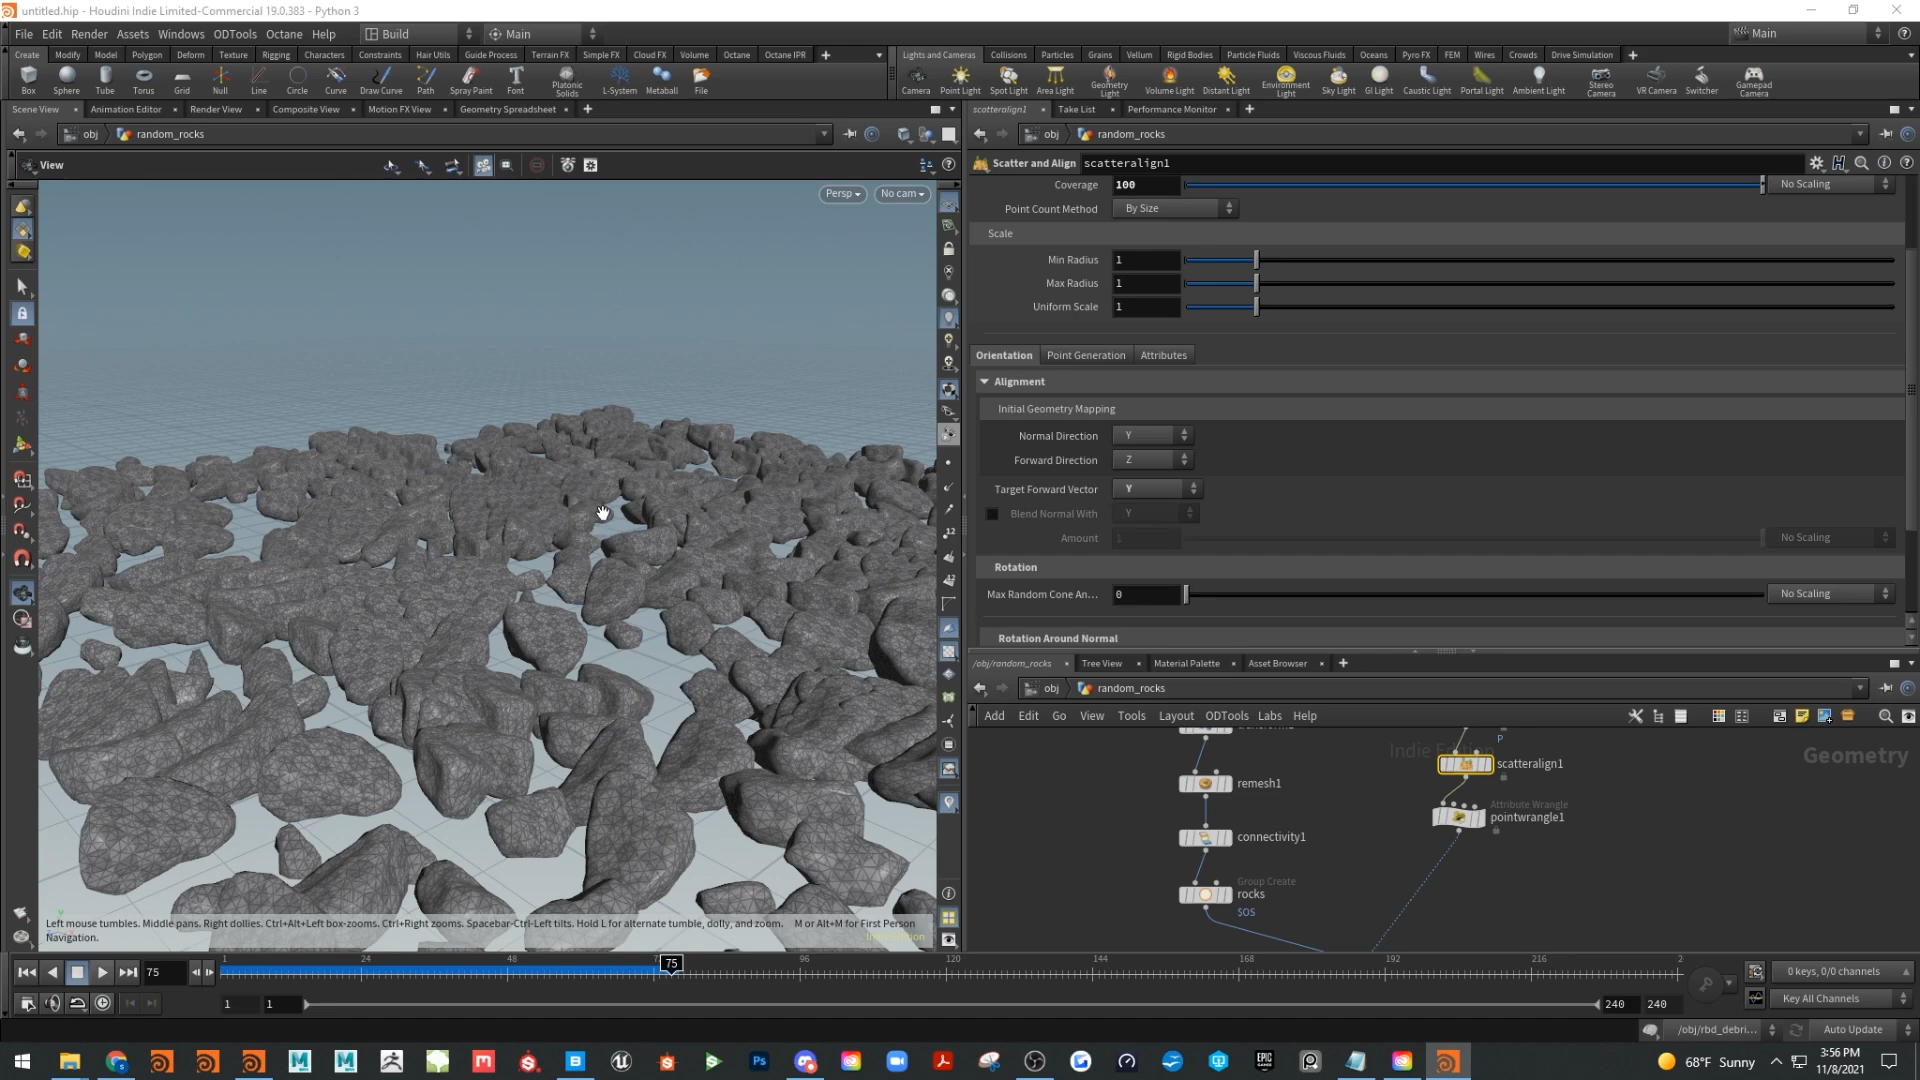 untitled.hip - Houdini Indie Limited-Commercial 19.0.383 - Python 3
File Edit Render Assets Windows ODTools Octane Help Build Main Main
Create Modify Model Polygon Deform Texture Rigging Characters Constraints Hair Utils Guide Process Terrain FX Simple FX Cloud FX Volume Octane Octane IPR
Lights and Cameras Collisions Particles Grains Vellum Rigid Bodies Particle Fluids Viscous Fluids Oceans Pyro FX FEM Wires Crowds Drive Simulation
Box Sphere Tube Torus Grid Null Line Circle Curve Draw Curve Path Spray Paint Font Platonic Solids L-System Metaball File
Camera Point Light Spot Light Area Light Geometry Light Volume Light Distant Light Environment Light Sky Light GI Light Caustic Light Portal Light Ambient Light Stereo Camera VR Camera Switcher Gamepad Camera
Scene View Animation Editor Render View Composite View Motion FX View Geometry Spreadsheet
scatteralign1 Take List Performance Monitor
obj random_rocks
obj random_rocks
View
Scatter and Align scatteralign1
Persp No cam
Coverage 100 No Scaling
Point Count Method By Size
Scale
Min Radius 1
Max Radius 1
Uniform Scale 1
Orientation Point Generation Attributes
Alignment
Initial Geometry Mapping
Normal Direction Y
Forward Direction Z
Target Forward Vector Y
Blend Normal With Y
Amount 1 No Scaling
Rotation
Max Random Cone An... 0 No Scaling
Rotation Around Normal
/obj/random_rocks Tree View Material Palette Asset Browser
obj random_rocks
Add Edit Go View Tools Layout ODTools Labs Help
Indie Edition
Geometry
P
scatteralign1
remesh1
Attribute Wrangle
pointwrangle1
connectivity1
Group Create
rocks
$OS
Left mouse tumbles. Middle pans. Right dollies. Ctrl+Alt+Left box-zooms. Ctrl+Right zooms. Spacebar-Ctrl-Left tilts. Hold L for alternate tumble, dolly, and zoom. M or Alt+M for First Person
Navigation.
75 1 24 48 75 96 120 144 168 192 216 2
0 keys, 0/0 channels
1 1 240 240
Key All Channels
/obj/rbd_debri... Auto Update
68°F Sunny
3:56 PM
11/8/2021